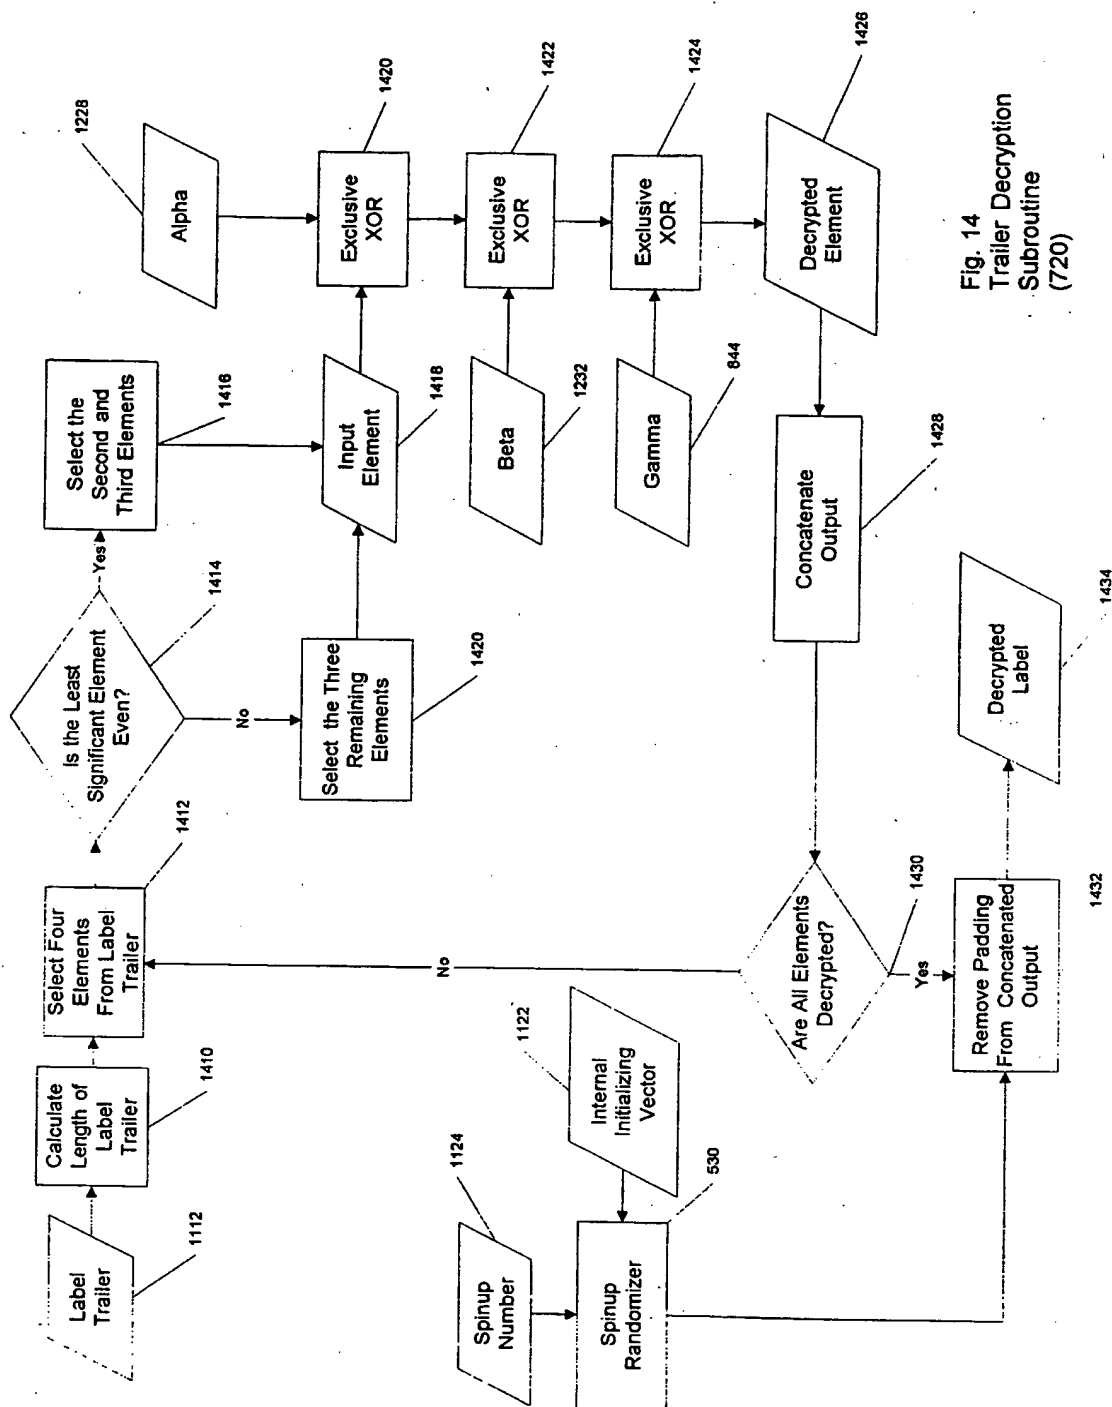 Label
Trailer
1112
Calculate
Length of
Label
Trailer
1410
Select Four
Elements
From Label
Trailer
1412
Is the Least
Significant Element
Even?
1414
Yes
No
Select the
Second and
Third Elements
1416
Select the Three
Remaining
Elements
1420
Input
Element
1418
Alpha
1228
Exclusive
XOR
1420
Beta
1232
Exclusive
XOR
1422
Gamma
844
Exclusive
XOR
1424
Decrypted
Element
1426
Concatenate
Output
1428
Are All Elements
Decrypted?
1430
No
Yes
Spinup
Number
1124
Internal
Initializing
Vector
1122
Spinup
Randomizer
530
Remove Padding
From Concatenated
Output
1432
Decrypted
Label
1434
Fig. 14
Trailer Decryption
Subroutine
(720)